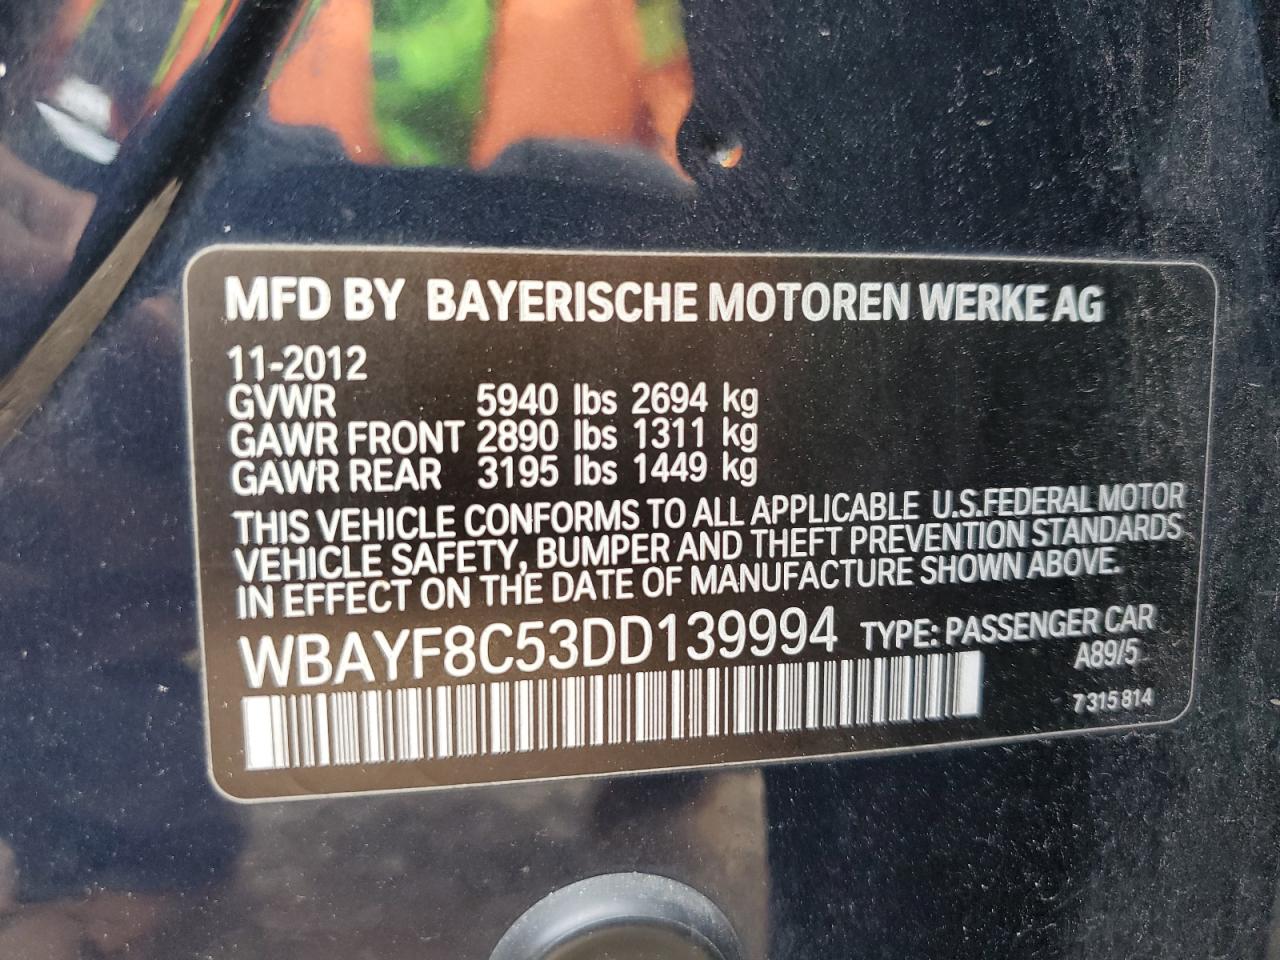 MFD BY BAYERISCHE MOTOREN WERKE AG
11-2012
GVWR 5940 lbs 2694 kg
GAWR FRONT 2890 lbs 1311 kg
GAWR REAR 3195 lbs 1449 kg
THIS VEHICLE CONFORMS TO ALL APPLICABLE U.S.FEDERAL MOTOR
VEHICLE SAFETY, BUMPER AND THEFT PREVENTION STANDARDS
IN EFFECT ON THE DATE OF MANUFACTURE SHOWN ABOVE.
WBAYF8C53DD139994 TYPE: PASSENGER CAR
A89/5
7 315 814